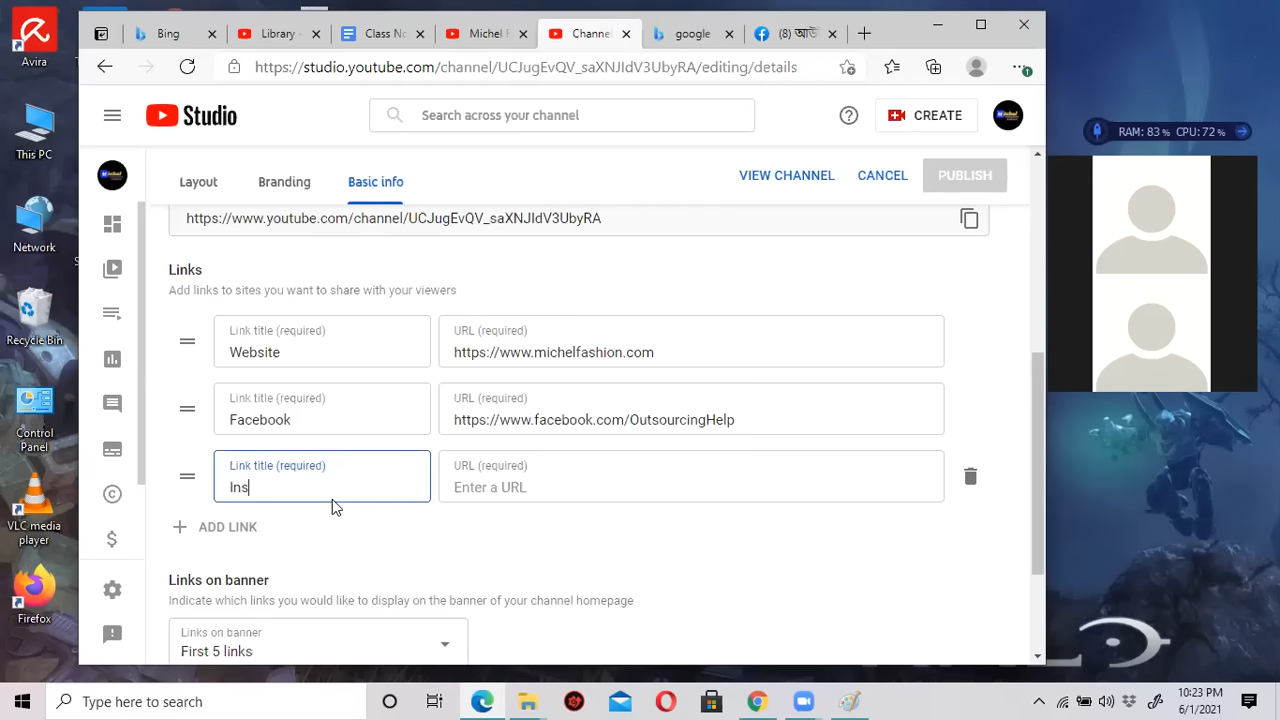 Bing
Library -
Class No
Michel F
Channe
google
(8) আউ
https://studio.youtube.com/channel/UCJugEvQV_saXNJIdV3UbyRA/editing/details
Studio
Search across your channel
CREATE
Layout
Branding
Basic info
VIEW CHANNEL
CANCEL
PUBLISH
https://www.youtube.com/channel/UCJugEvQV_saXNJIdV3UbyRA
Links
Add links to sites you want to share with your viewers
Link title (required)
Website
URL (required)
https://www.michelfashion.com
Link title (required)
Facebook
URL (required)
https://www.facebook.com/OutsourcingHelp
Link title (required)
Ins
URL (required)
Enter a URL
ADD LINK
Links on banner
Indicate which links you would like to display on the banner of your channel homepage
Links on banner
First 5 links
Avira
This PC
Network
Recycle Bin
Control
Panel
VLC media
player
Firefox
RAM: 83% CPU: 72%
Type here to search
10:23 PM
6/1/2021